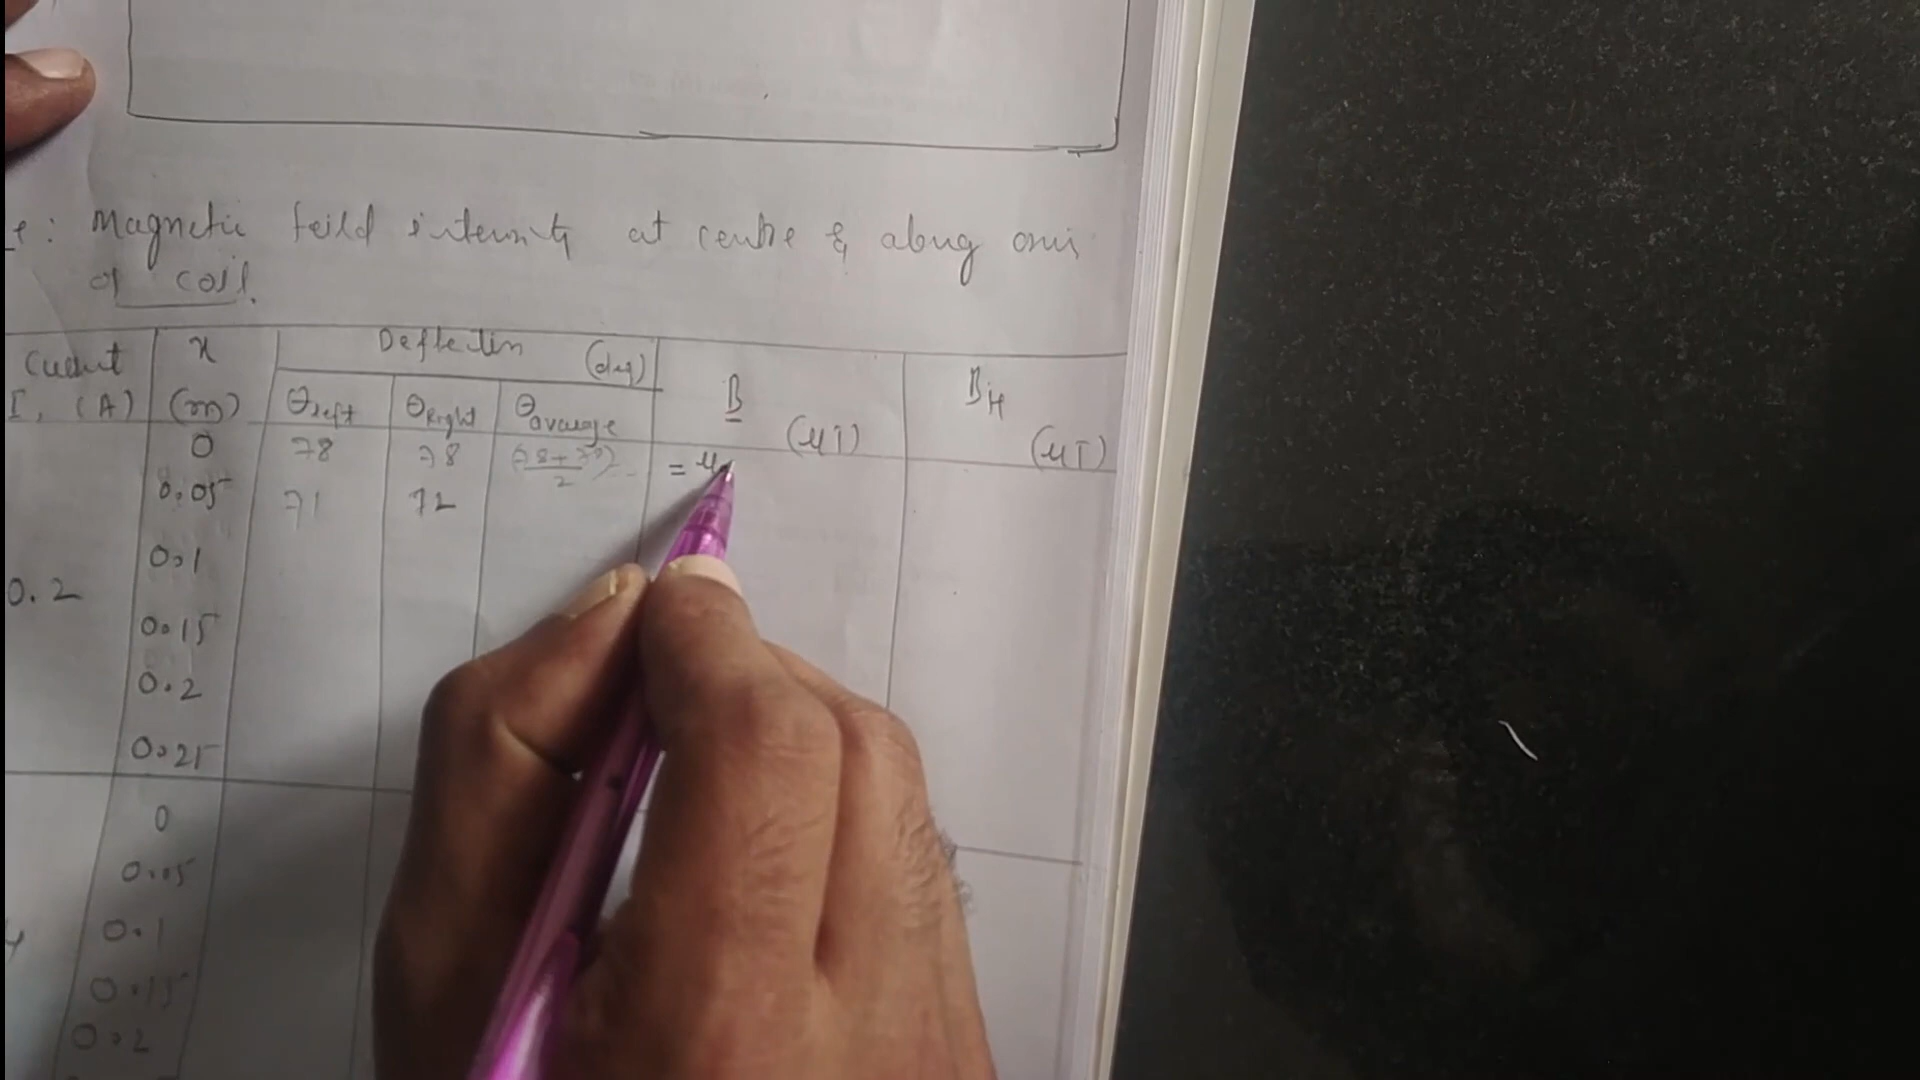 e: Magnetic feild intensity at centre & along axis
of coil.
Current x Deflection (deg) B BH
I, (A) (m) θleft θRight θaverage (μT) (μT)
0 78 78 = μ
0.05 71 72
0.1
0.2
0.15
0.2
0.25
0
0.05
0.1
0.15
0.2